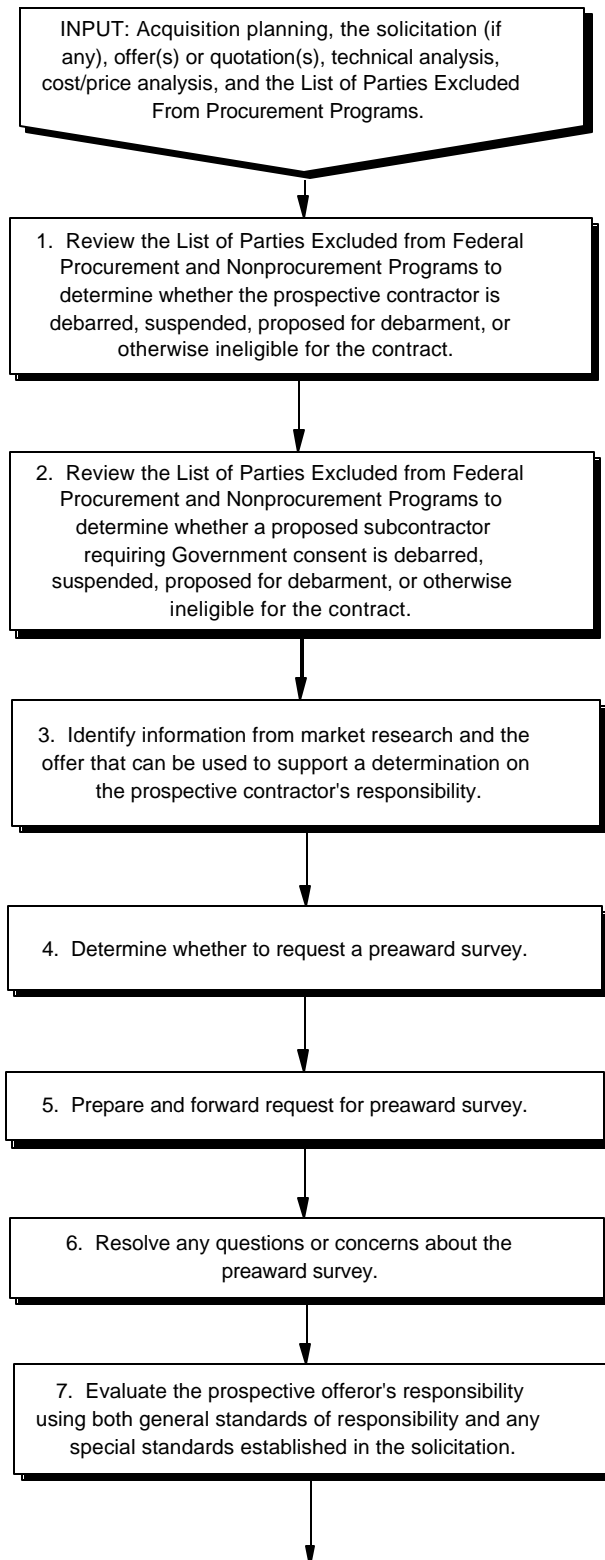 INPUT: Acquisition planning, the solicitation (if
any), offer(s) or quotation(s), technical analysis,
cost/price analysis, and the List of Parties Excluded
From Procurement Programs.
1. Review the List of Parties Excluded from Federal
Procurement and Nonprocurement Programs to
determine whether the prospective contractor is
debarred, suspended, proposed for debarment, or
otherwise ineligible for the contract.
2. Review the List of Parties Excluded from Federal
Procurement and Nonprocurement Programs to
determine whether a proposed subcontractor
requiring Government consent is debarred,
suspended, proposed for debarment, or otherwise
ineligible for the contract.
3. Identify information from market research and the
offer that can be used to support a determination on
the prospective contractor's responsibility.
4. Determine whether to request a preaward survey.
5. Prepare and forward request for preaward survey.
6. Resolve any questions or concerns about the
preaward survey.
7. Evaluate the prospective offeror's responsibility
using both general standards of responsibility and any
special standards established in the solicitation.